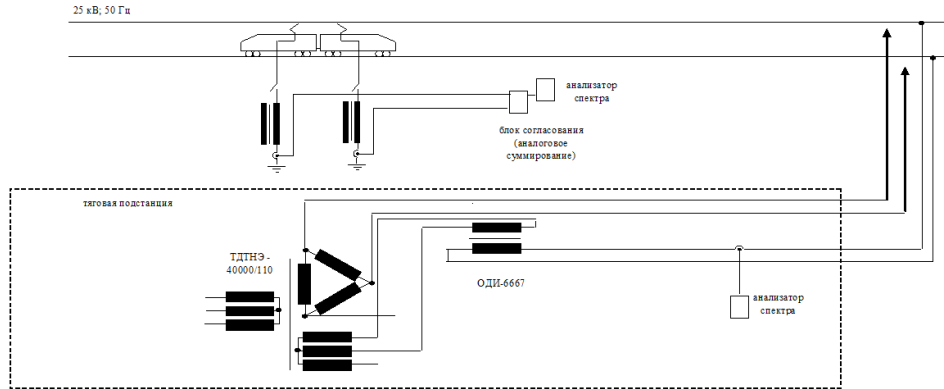 25 кВ; 50 Гц
анализатор
спектра
блок согласования
(аналоговое
суммирование)
тяговая подстанция
ТДТНЭ -
40000/110
ОДИ-6667
анализатор
спектра